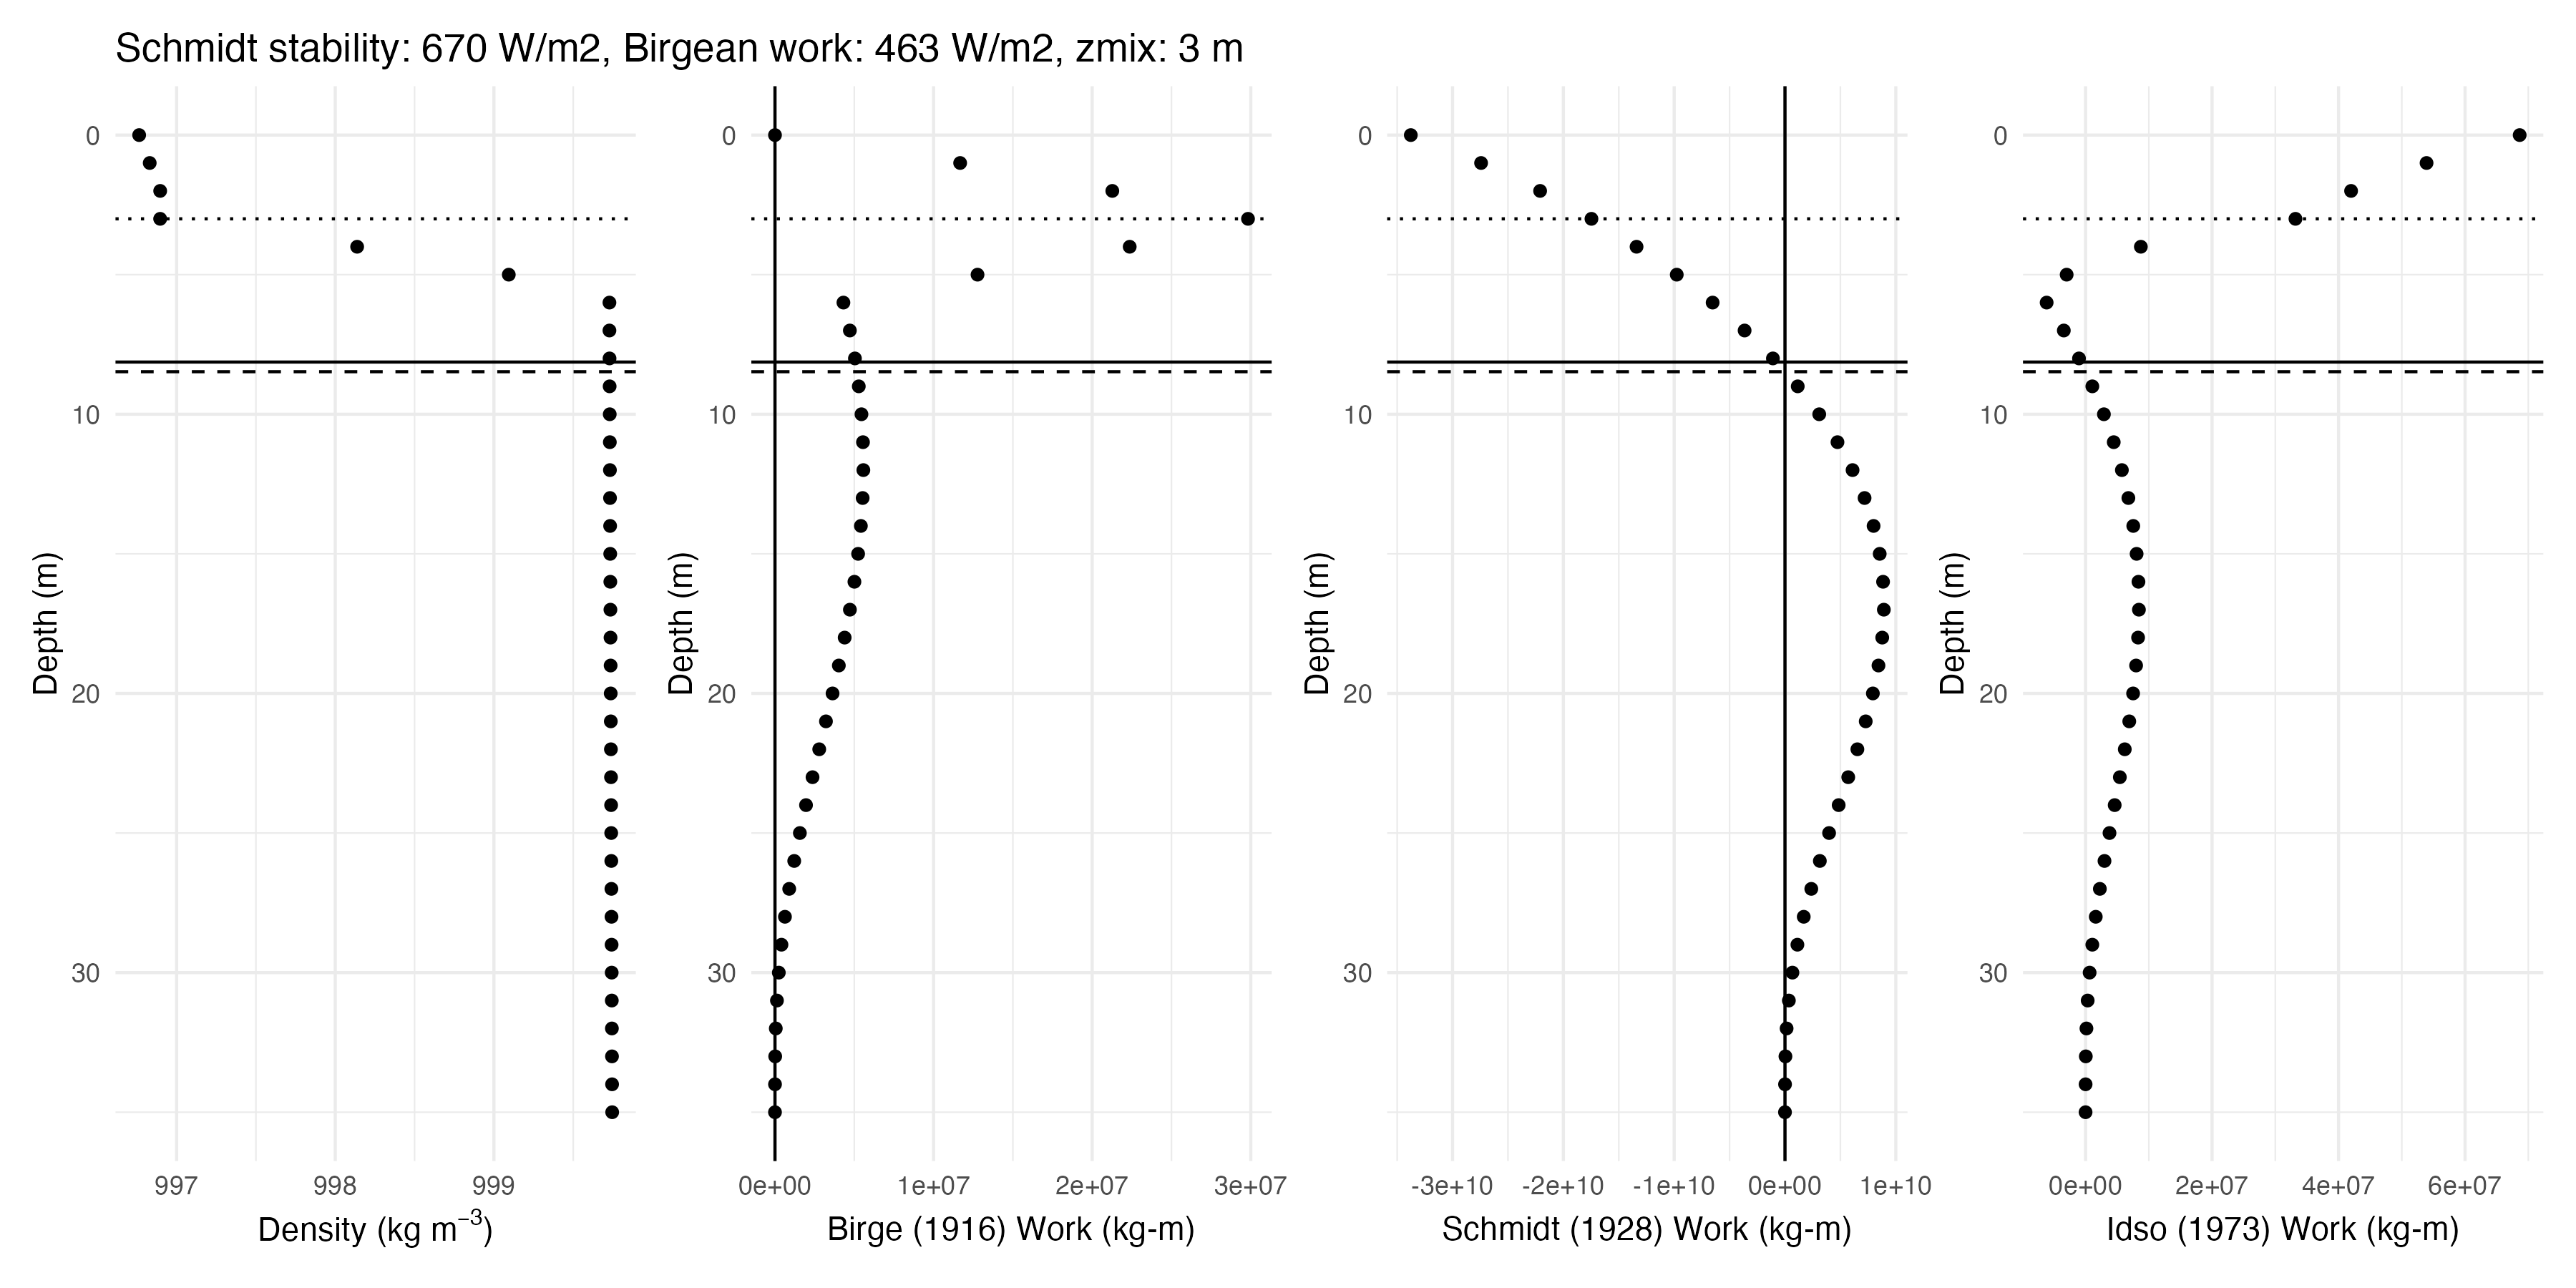 Schmidt stability: 670 W/m2, Birgean work: 463 W/m2, zmix: 3 m
0
10
20
30
Depth (m)
997 998 999
Density (kg m⁻³)
0
10
20
30
Depth (m)
0e+00 1e+07 2e+07 3e+07
Birge (1916) Work (kg-m)
0
10
20
30
Depth (m)
-3e+10 -2e+10 -1e+10 0e+00 1e+10
Schmidt (1928) Work (kg-m)
0
10
20
30
Depth (m)
0e+00 2e+07 4e+07 6e+07
Idso (1973) Work (kg-m)